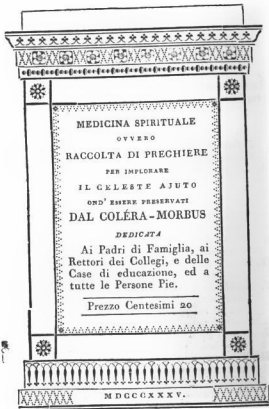 MEDICINA SPIRITUALE
OVVERO
RACCOLTA DI PREGHIERE
PER IMPLORARE
IL CELESTE AJUTO
OND' ESSERE PRESERVATI
DAL COLÉRA-MORBUS
DEDICATA
Ai Padri di Famiglia, ai
Rettori dei Collegi, e delle
Case di educazione, ed a
tutte le Persone Pie.
Prezzo Centesimi 20
MDCCCXXXV.